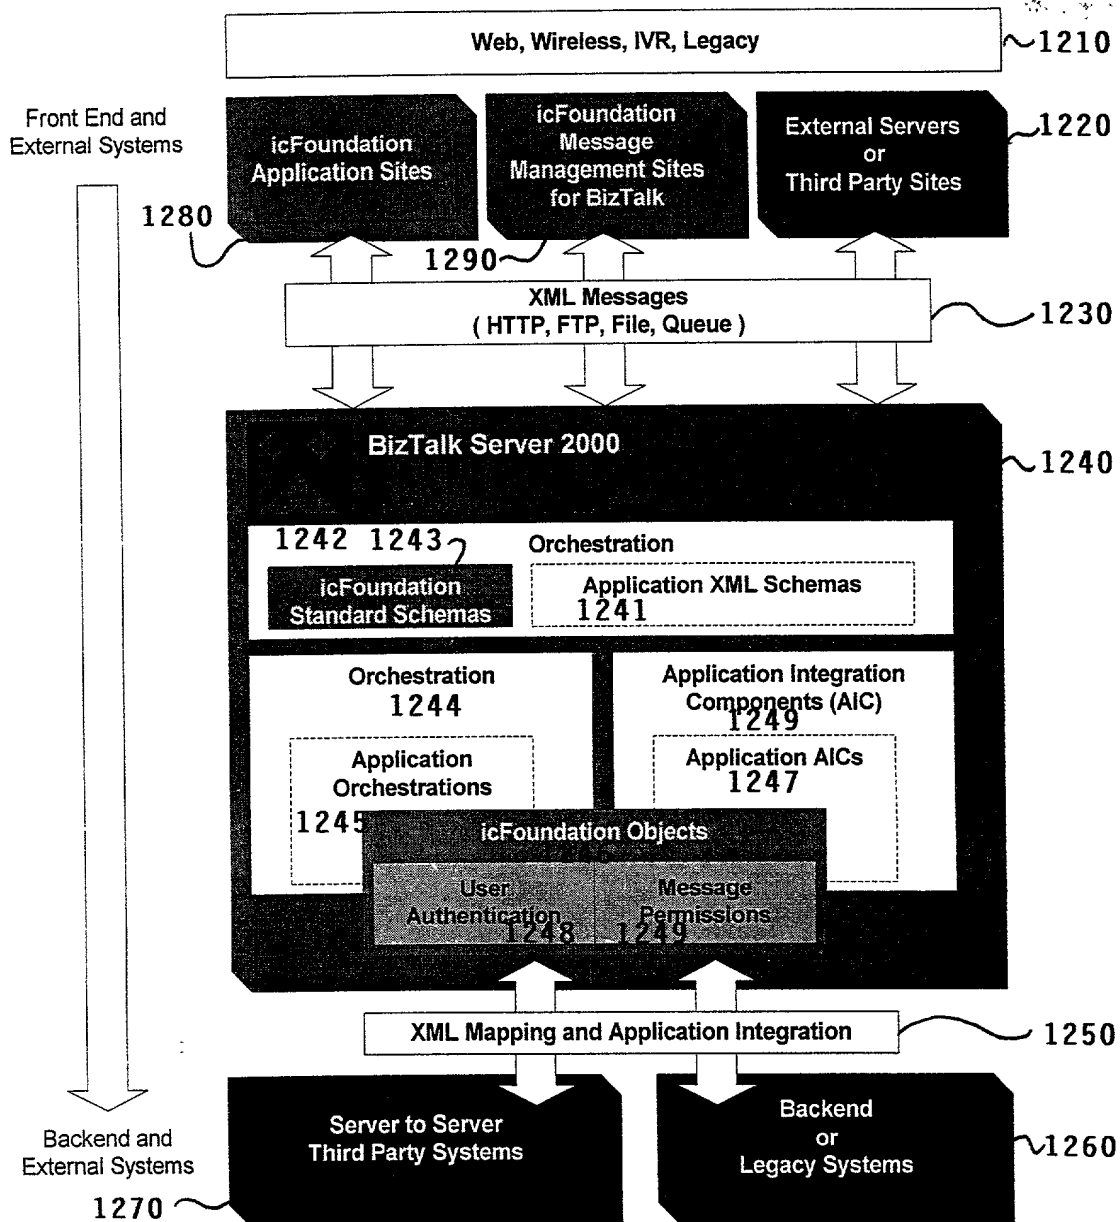 Web, Wireless, IVR, Legacy
1210
Front End and
External Systems
icFoundation
Application Sites
icFoundation
Message
Management Sites
for BizTalk
External Servers
or
Third Party Sites
1220
1280
1290
XML Messages
( HTTP, FTP, File, Queue )
1230
BizTalk Server 2000
1240
1242 1243
Orchestration
icFoundation
Standard Schemas
Application XML Schemas
1241
Orchestration
1244
Application Integration
Components (AIC)
1249
Application
Orchestrations
1245
Application AICs
1247
icFoundation Objects
User
Authentication
1248
Message
Permissions
1249
XML Mapping and Application Integration
1250
Server to Server
Third Party Systems
Backend
or
Legacy Systems
1260
Backend and
External Systems
1270